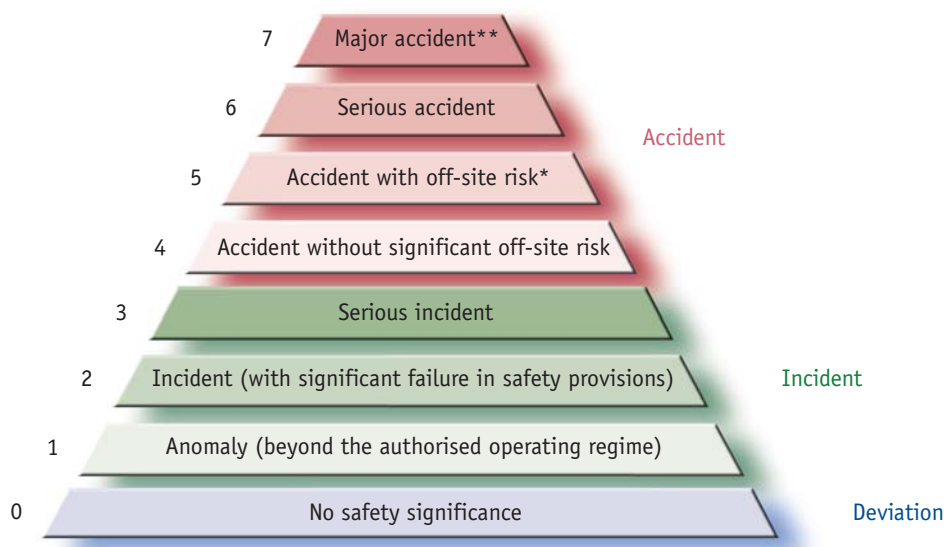 7 Major accident**
6 Serious accident
Accident
5 Accident with off-site risk*
4 Accident without significant off-site risk
3 Serious incident
2 Incident (with significant failure in safety provisions) Incident
1 Anomaly (beyond the authorised operating regime)
0 No safety significance Deviation